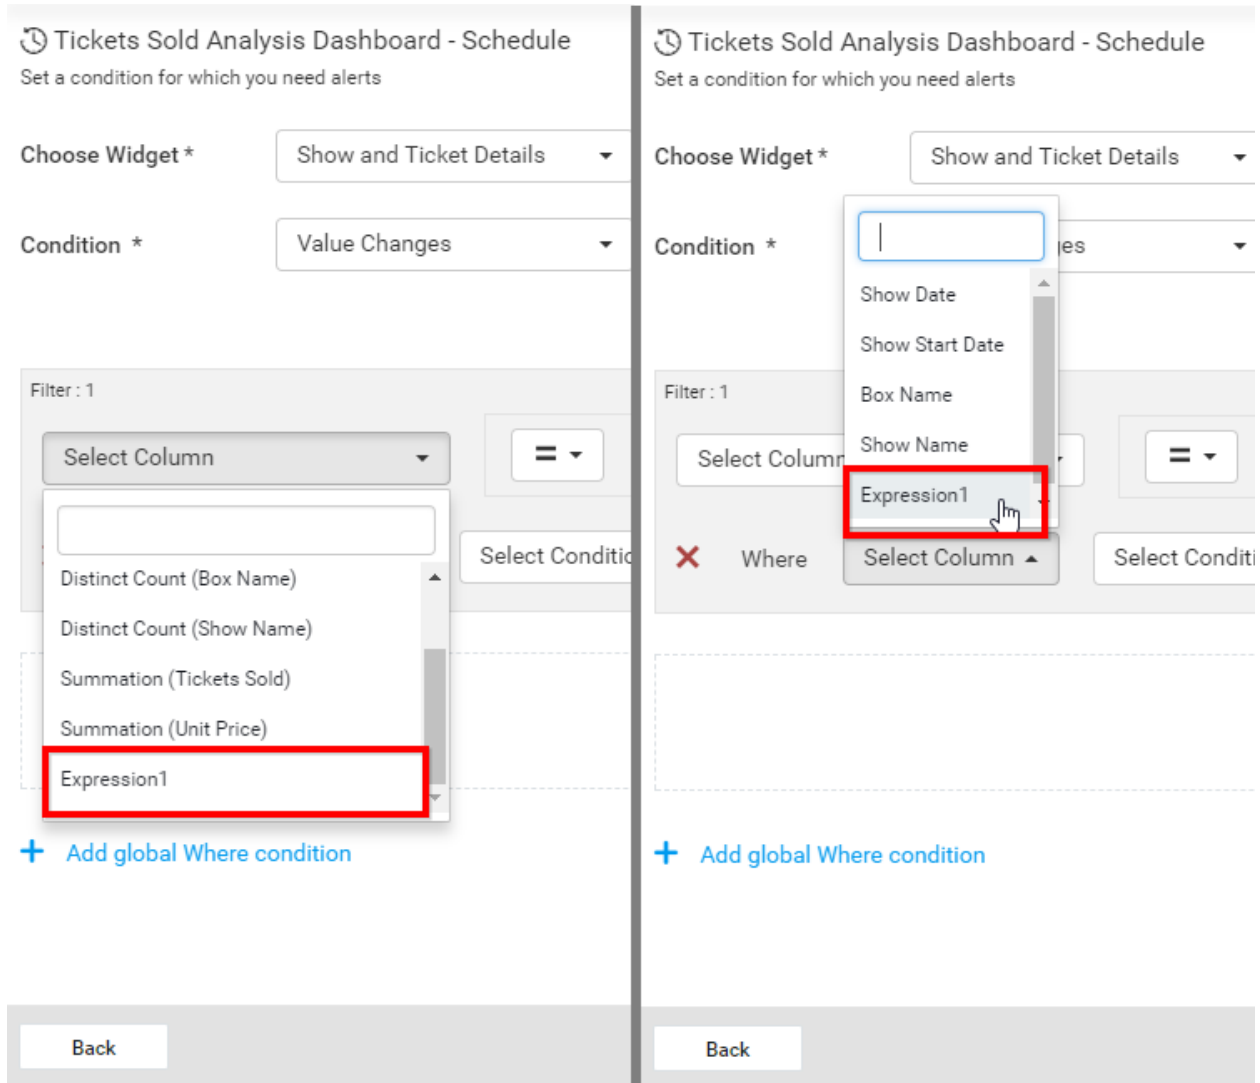 Tickets Sold Analysis Dashboard - Schedule
Set a condition for which you need alerts
Choose Widget *
Show and Ticket Details
Condition *
Value Changes
Filter : 1
Select Column
=
Select Conditio
Distinct Count (Box Name)
Distinct Count (Show Name)
Summation (Tickets Sold)
Summation (Unit Price)
Expression1
+ Add global Where condition
Back
Tickets Sold Analysis Dashboard - Schedule
Set a condition for which you need alerts
Choose Widget *
Show and Ticket Details
Condition *
ges
Show Date
Show Start Date
Box Name
Show Name
Expression1
Filter : 1
Select Column
=
Where
Select Column
Select Conditi
+ Add global Where condition
Back